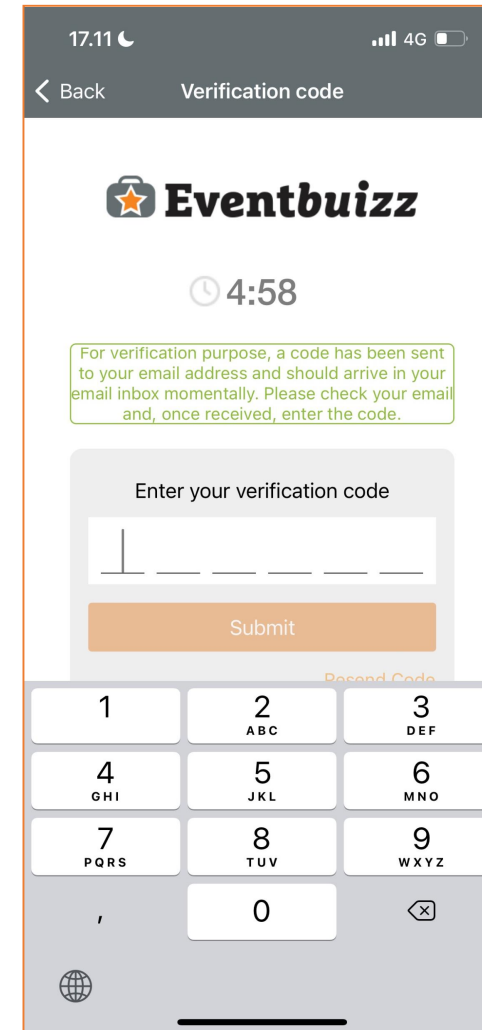 17.11 4G
Back Verification code
Eventbuizz
4:58
For verification purpose, a code has been sent
to your email address and should arrive in your
email inbox momentally. Please check your email
and, once received, enter the code.
Enter your verification code
Submit
Resend Code
1 2 3
ABC DEF
4 5 6
GHI JKL MNO
7 8 9
PQRS TUV WXYZ
, 0